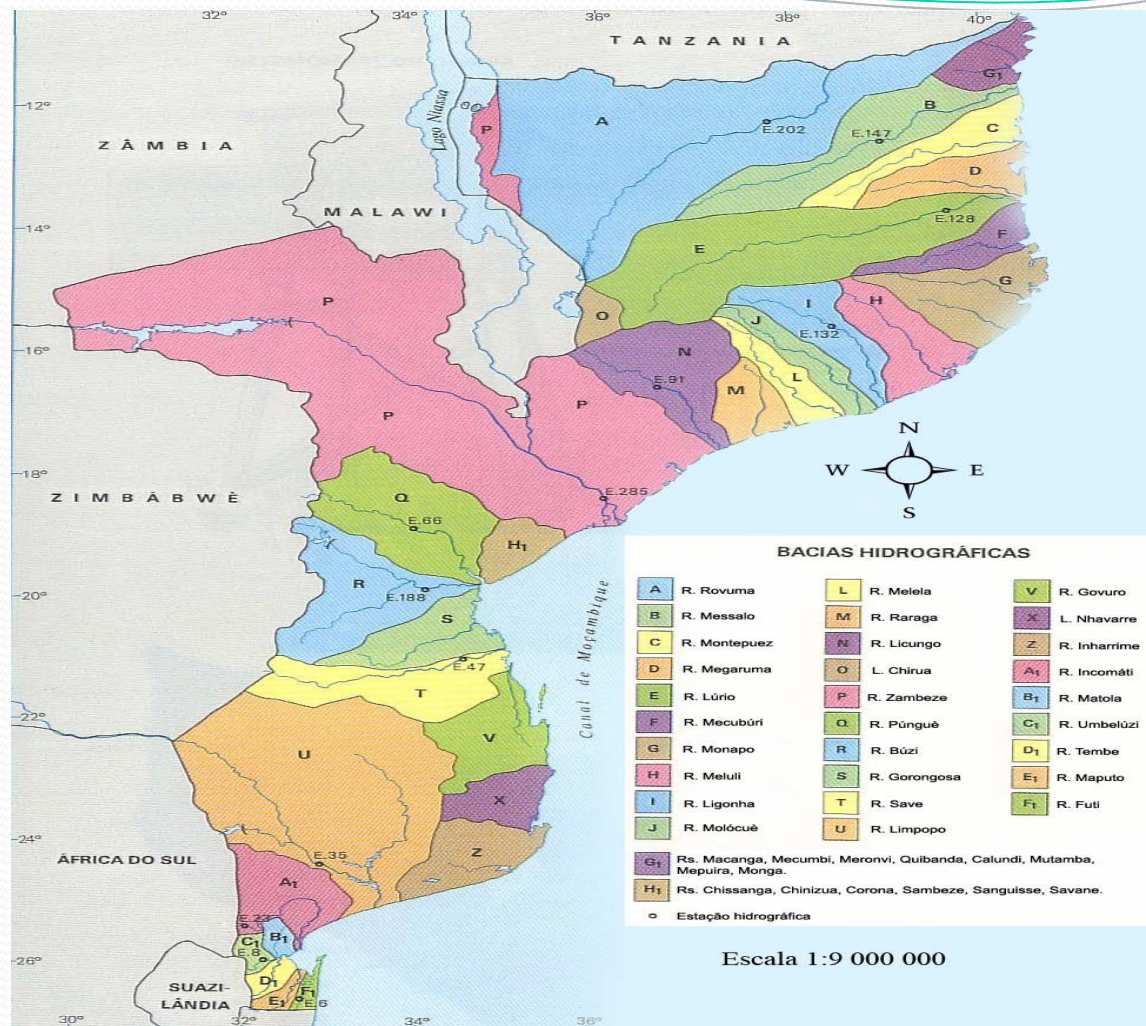 32°
34°
36°
38°
40°
TANZANIA
ZÂMBIA
MALAWI
Lago Niassa
ZIMBÁBWÈ
ÁFRICA DO SUL
SUAZI-
LÂNDIA
Canal de Moçambique
12°
14°
16°
18°
20°
22°
24°
26°
30°
32°
34°
36°
G1
A
B
P
C
E.202
E.147
D
E
E.128
F
G
P
O
I
H
J
E.132
N
L
E.91
M
P
P
E.285
Q
E.66
H1
R
E.188
S
E.47
T
U
V
X
Z
E.35
A1
E.23
B1
C1
E.8
D1
E1
F1
E.6
N
W
E
S
BACIAS HIDROGRÁFICAS
A R. Rovuma
B R. Messalo
C R. Montepuez
D R. Megaruma
E R. Lúrio
F R. Mecubúri
G R. Monapo
H R. Meluli
I R. Ligonha
J R. Molócuè
L R. Melela
M R. Raraga
N R. Licungo
O L. Chirua
P R. Zambeze
Q R. Púnguè
R R. Búzi
S R. Gorongosa
T R. Save
U R. Limpopo
V R. Govuro
X L. Nhavarre
Z R. Inharrime
A1 R. Incomáti
B1 R. Matola
C1 R. Umbelúzi
D1 R. Tembe
E1 R. Maputo
F1 R. Futi
G1 Rs. Macanga, Mecumbi, Meronvi, Quibanda, Calundi, Mutamba,
Mepuira, Monga.
H1 Rs. Chissanga, Chinizua, Corona, Sambeze, Sanguisse, Savane.
Estação hidrográfica
Escala 1:9 000 000